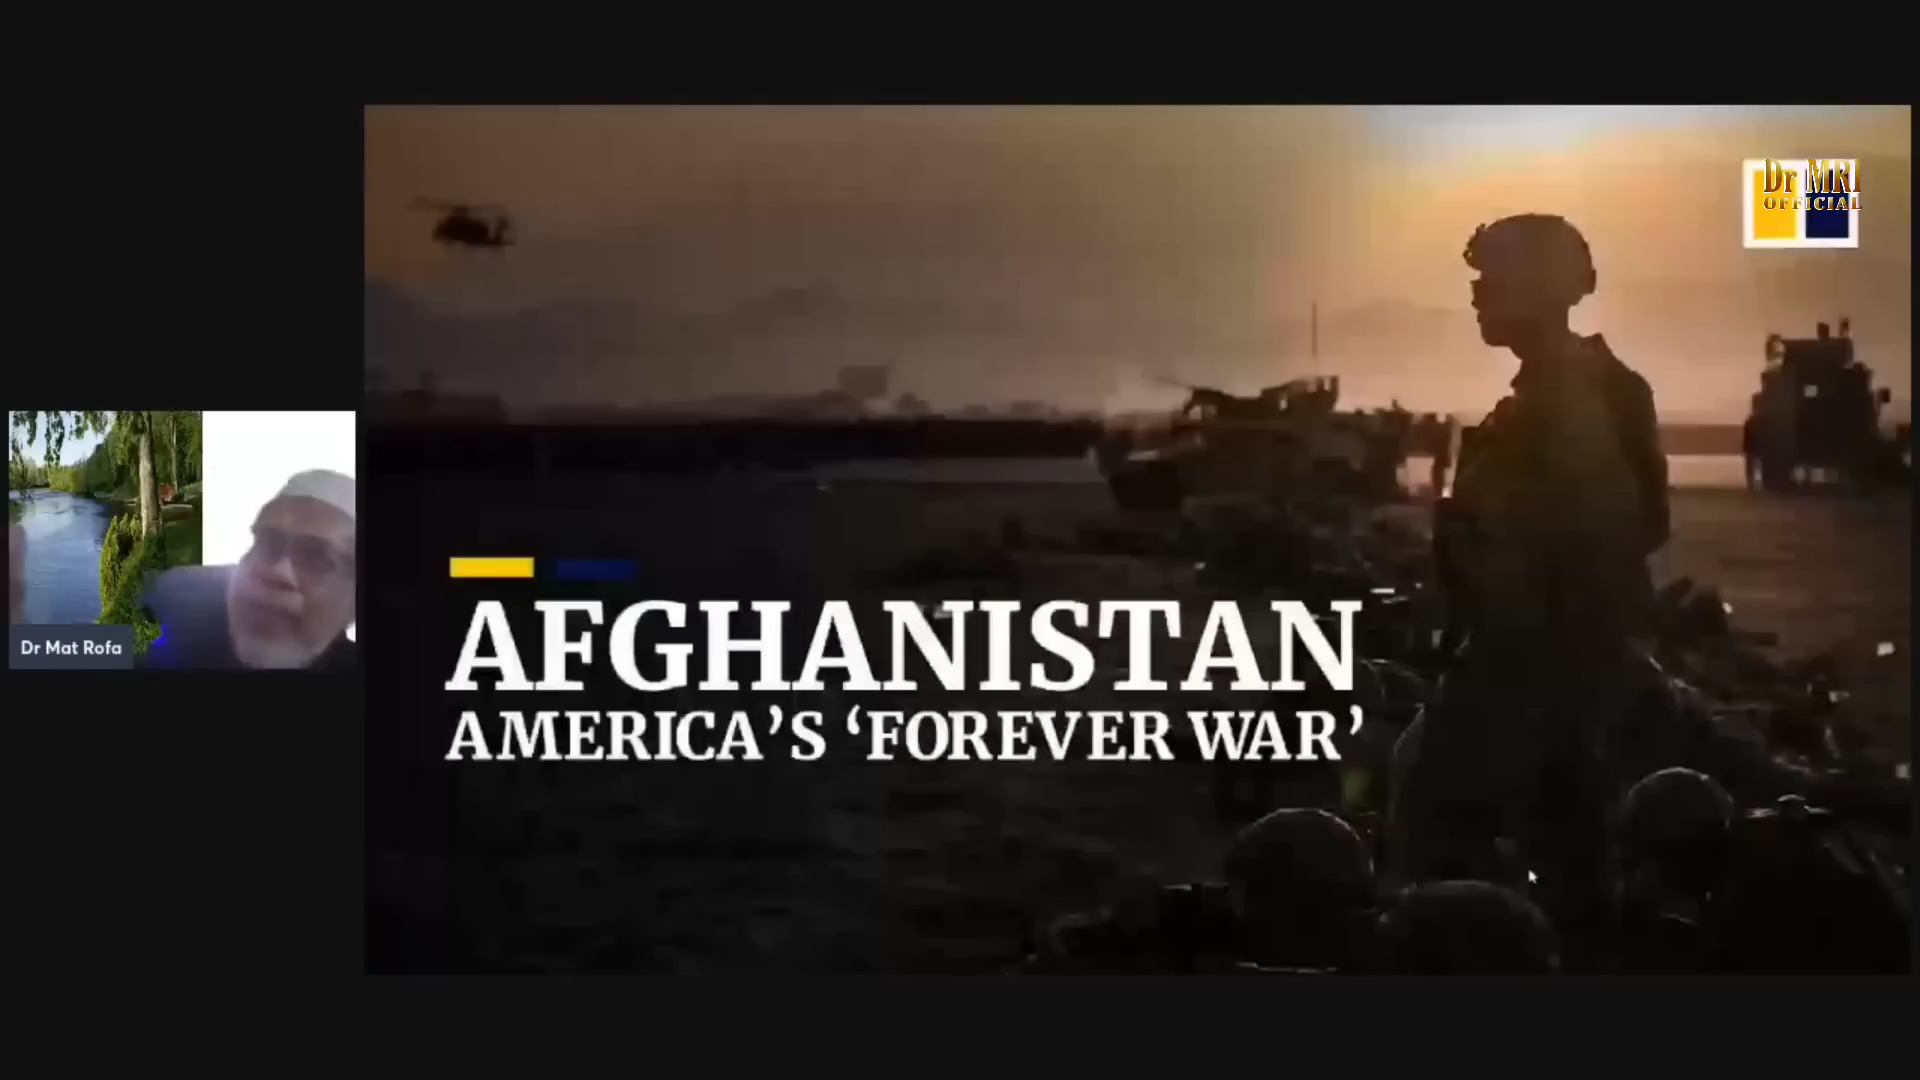 Dr MRI
OFFICIAL
Dr Mat Rofa
AFGHANISTAN
AMERICA’S ‘FOREVER WAR’